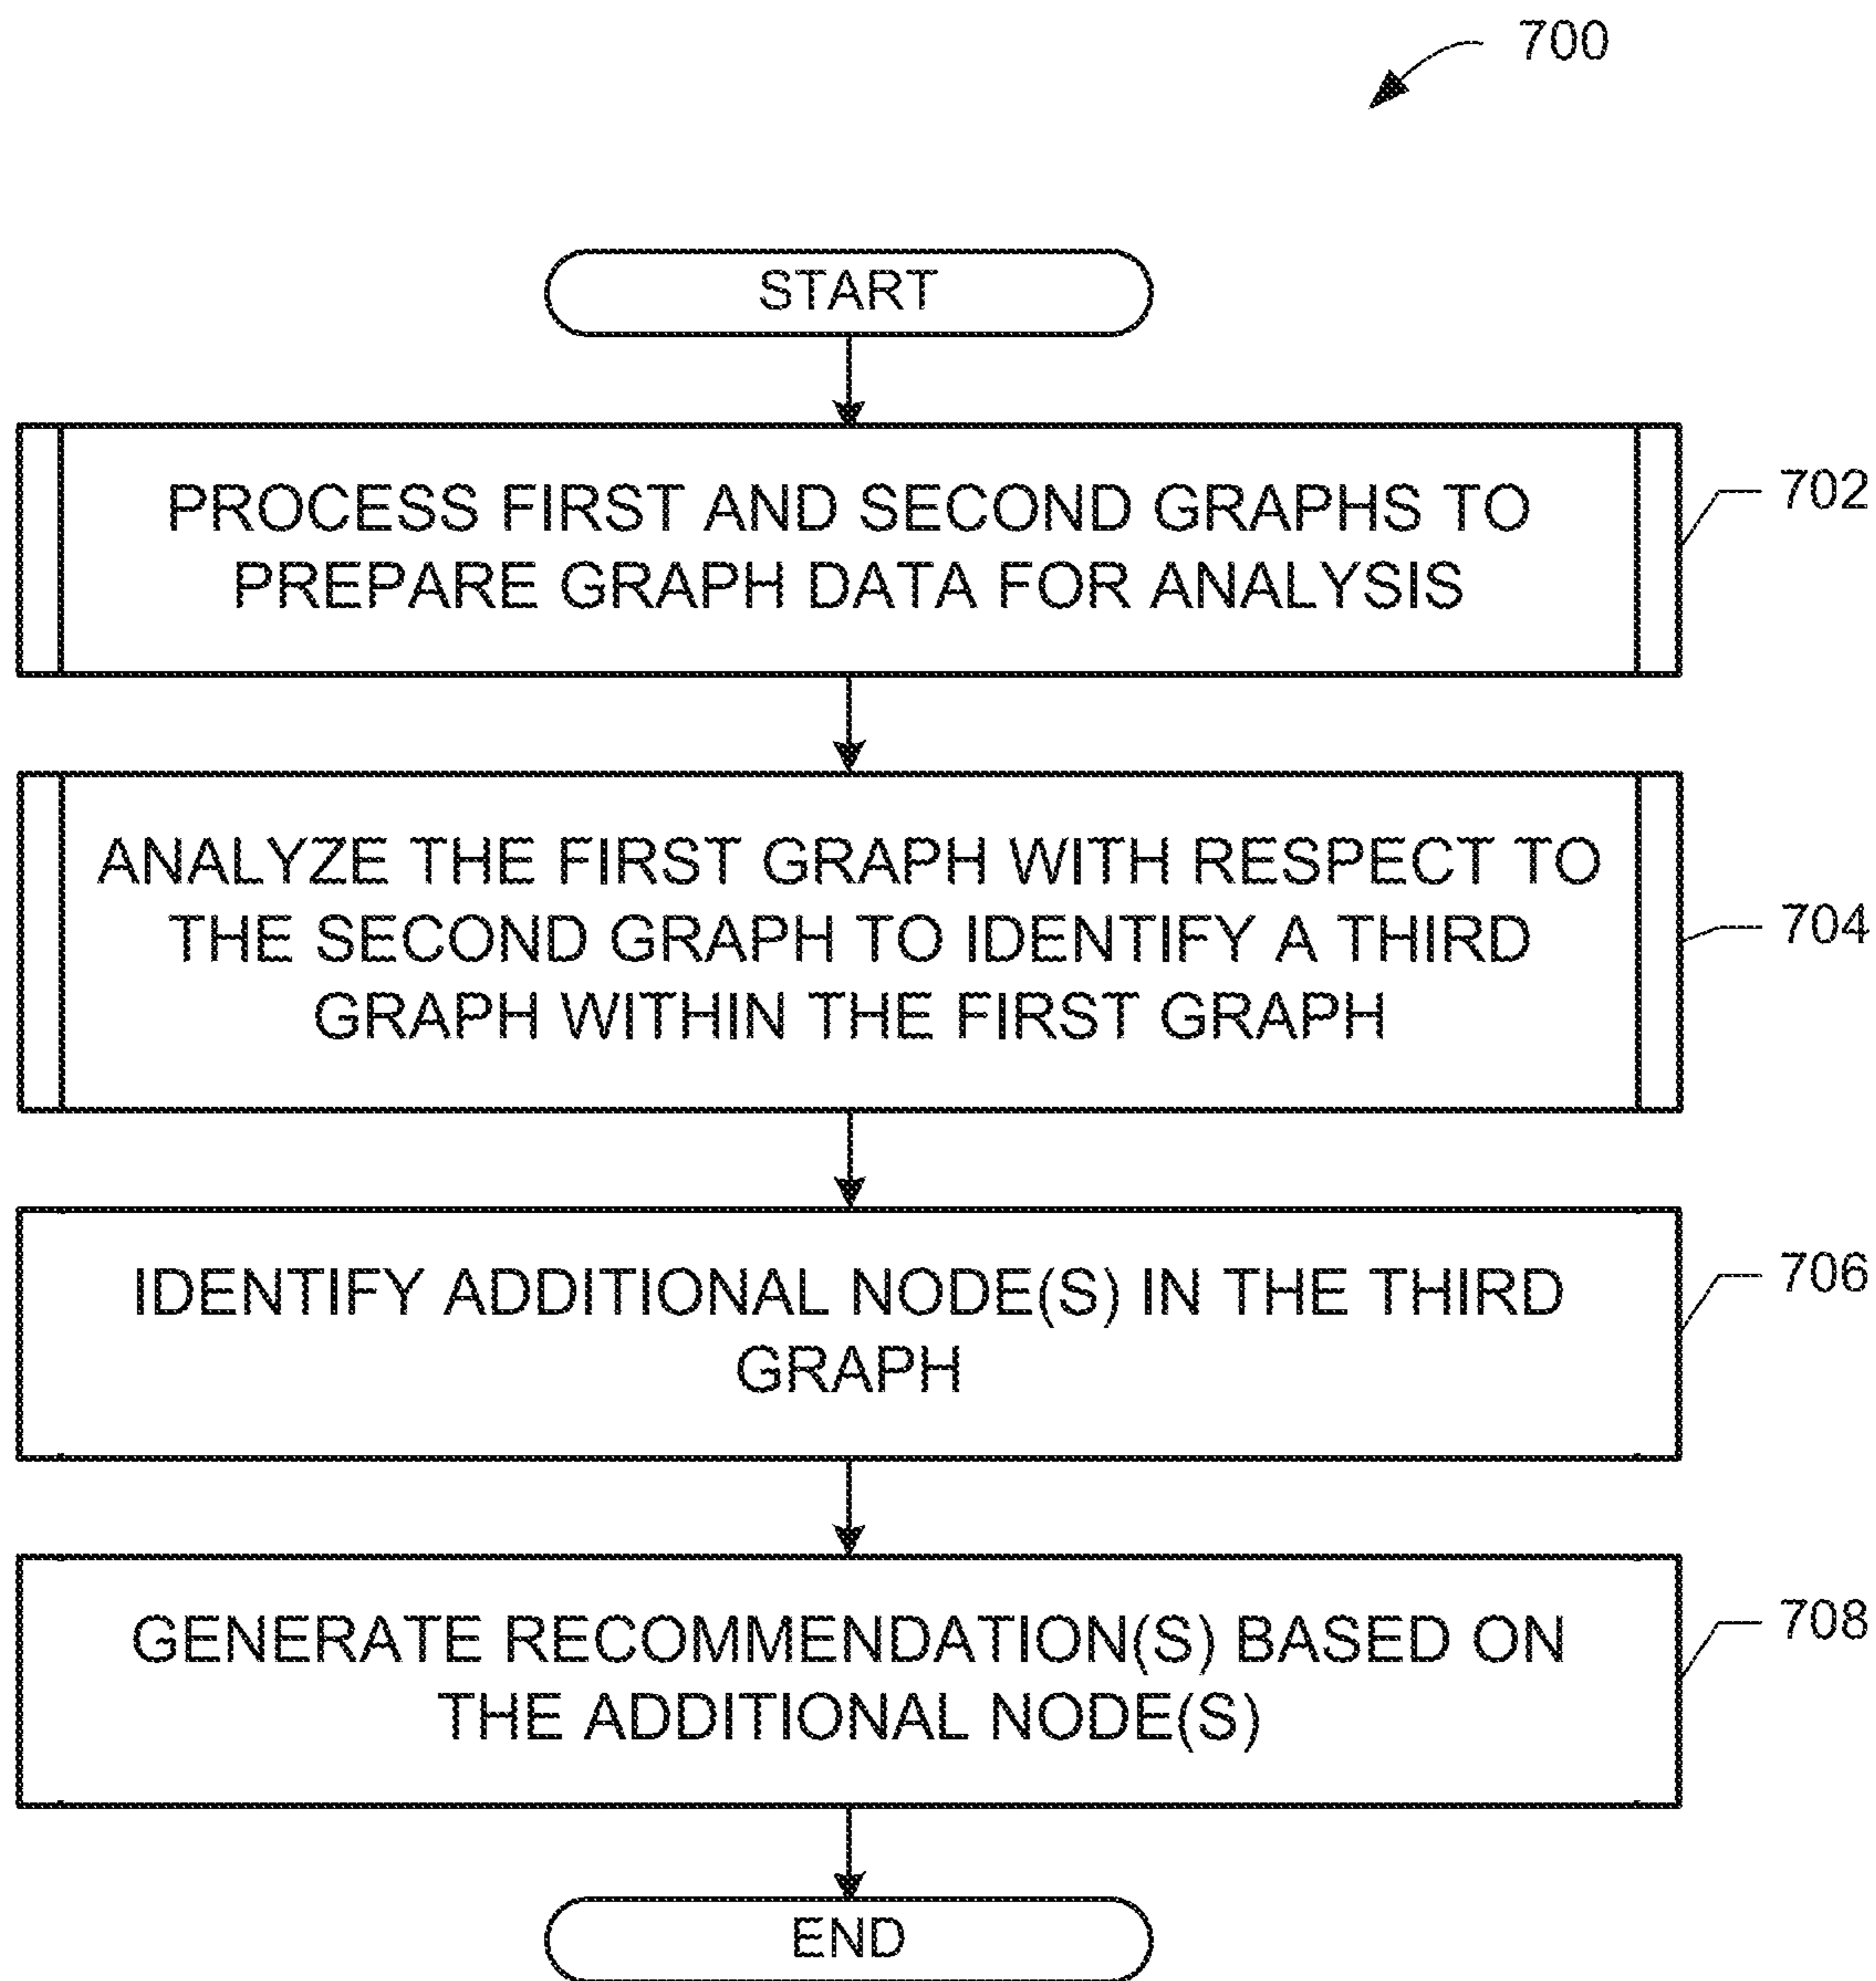 700
START
PROCESS FIRST AND SECOND GRAPHS TO
PREPARE GRAPH DATA FOR ANALYSIS
702
ANALYZE THE FIRST GRAPH WITH RESPECT TO
THE SECOND GRAPH TO IDENTIFY A THIRD
GRAPH WITHIN THE FIRST GRAPH
704
IDENTIFY ADDITIONAL NODE(S) IN THE THIRD
GRAPH
706
GENERATE RECOMMENDATION(S) BASED ON
THE ADDITIONAL NODE(S)
708
END